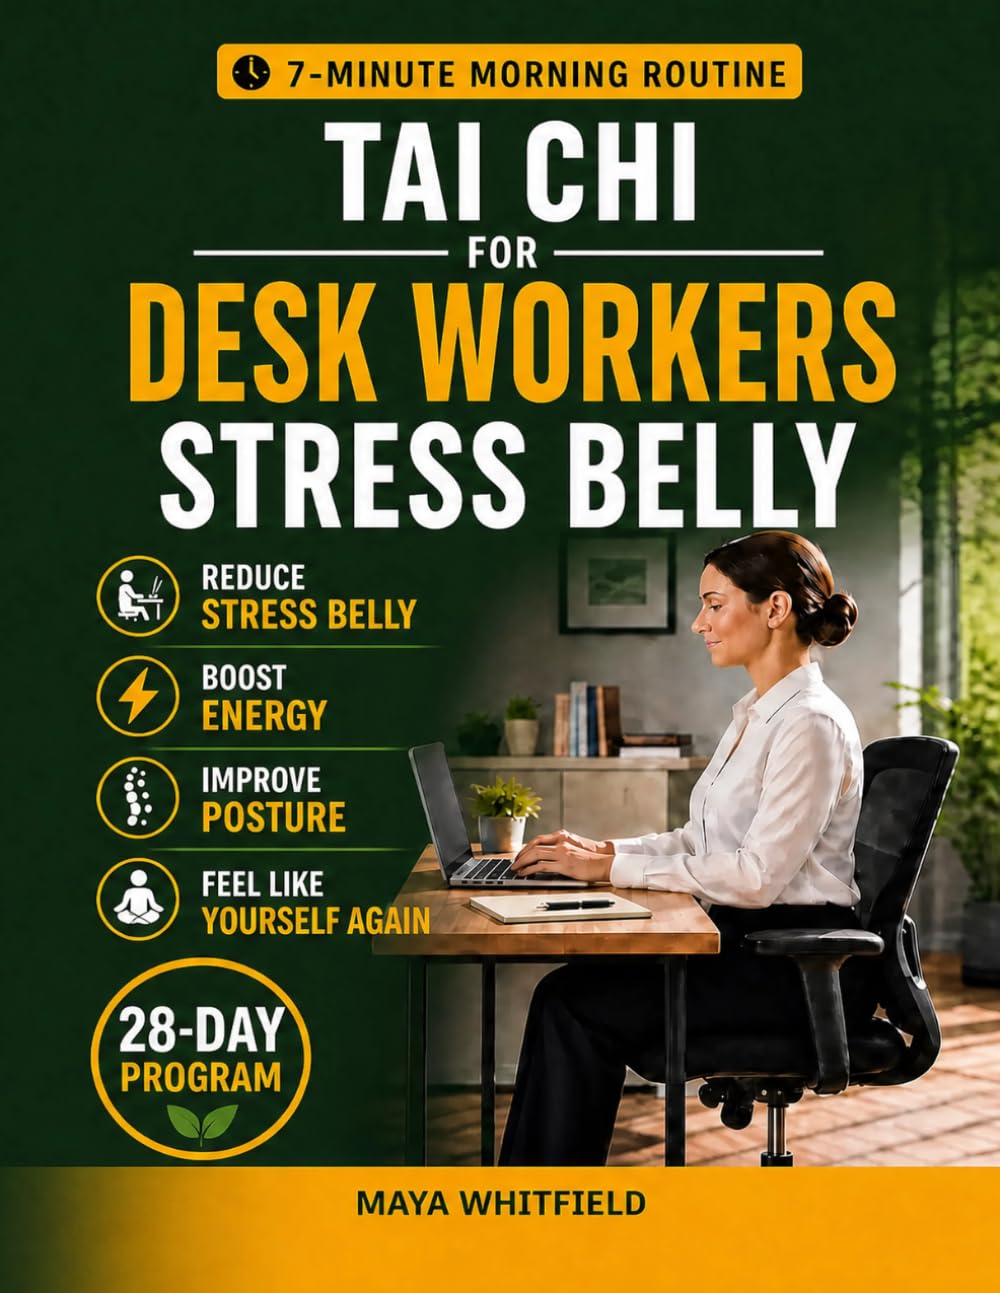 7-MINUTE MORNING ROUTINE
TAI CHI
FOR
DESK WORKERS
STRESS BELLY
REDUCE
STRESS BELLY
BOOST
ENERGY
IMPROVE
POSTURE
FEEL LIKE
YOURSELF AGAIN
28-DAY
PROGRAM
MAYA WHITFIELD